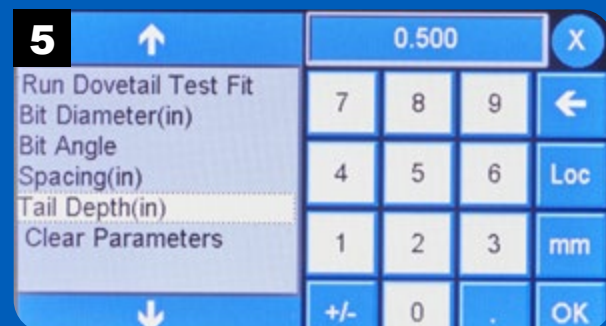 5
0.500
X
Run Dovetail Test Fit
Bit Diameter(in)
Bit Angle
Spacing(in)
Tail Depth(in)
Clear Parameters
7 8 9
4 5 6 Loc
1 2 3 mm
+/- 0 . OK